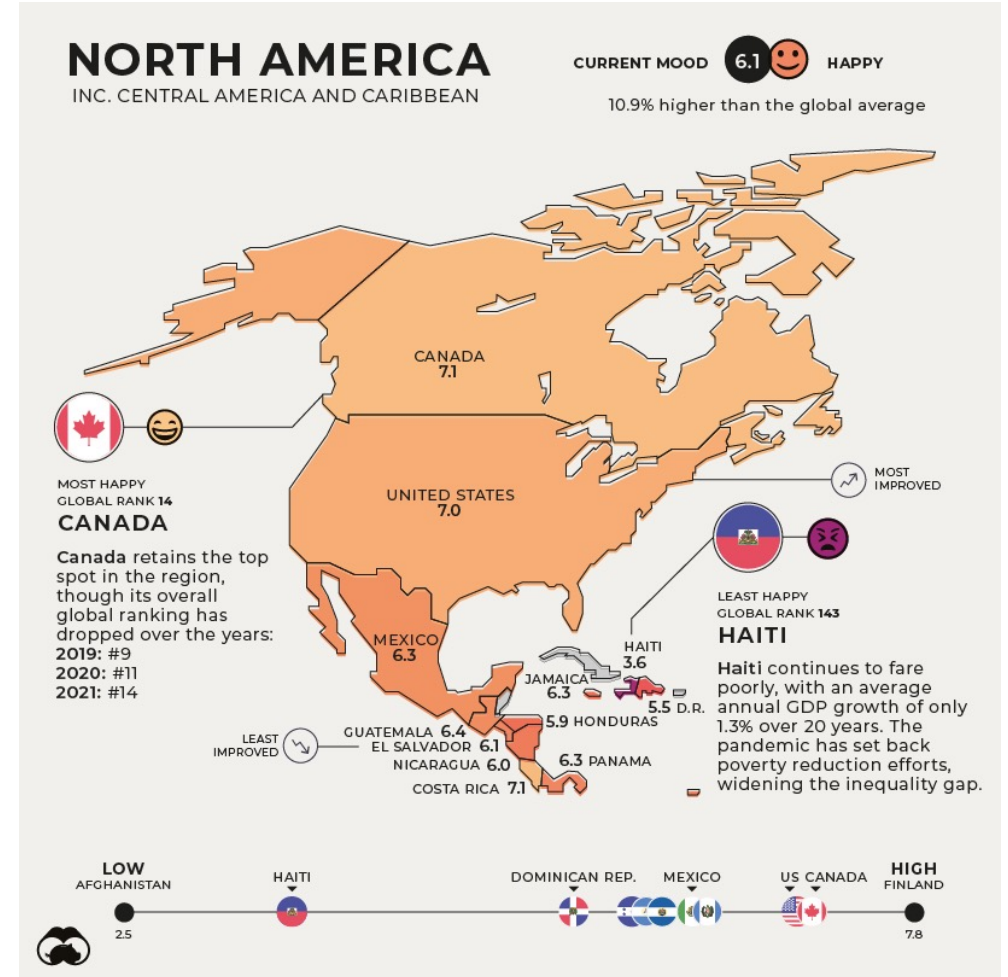 NORTH AMERICA
INC. CENTRAL AMERICA AND CARIBBEAN
CURRENT MOOD 6.1 HAPPY
10.9% higher than the global average
CANADA
7.1
UNITED STATES
7.0
MOST
IMPROVED
MOST HAPPY
GLOBAL RANK 14
CANADA
Canada retains the top
spot in the region,
though its overall
global ranking has
dropped over the years:
2019: #9
2020: #11
2021: #14
LEAST HAPPY
GLOBAL RANK 143
HAITI
Haiti continues to fare
poorly, with an average
annual GDP growth of only
1.3% over 20 years. The
pandemic has set back
poverty reduction efforts,
widening the inequality gap.
MEXICO
6.3
HAITI
3.6
JAMAICA
6.3
5.5 D.R.
5.9 HONDURAS
GUATEMALA 6.4
EL SALVADOR 6.1
NICARAGUA 6.0
COSTA RICA 7.1
6.3 PANAMA
LEAST
IMPROVED
LOW
AFGHANISTAN
2.5
HAITI
DOMINICAN REP.
MEXICO
US CANADA
HIGH
FINLAND
7.8